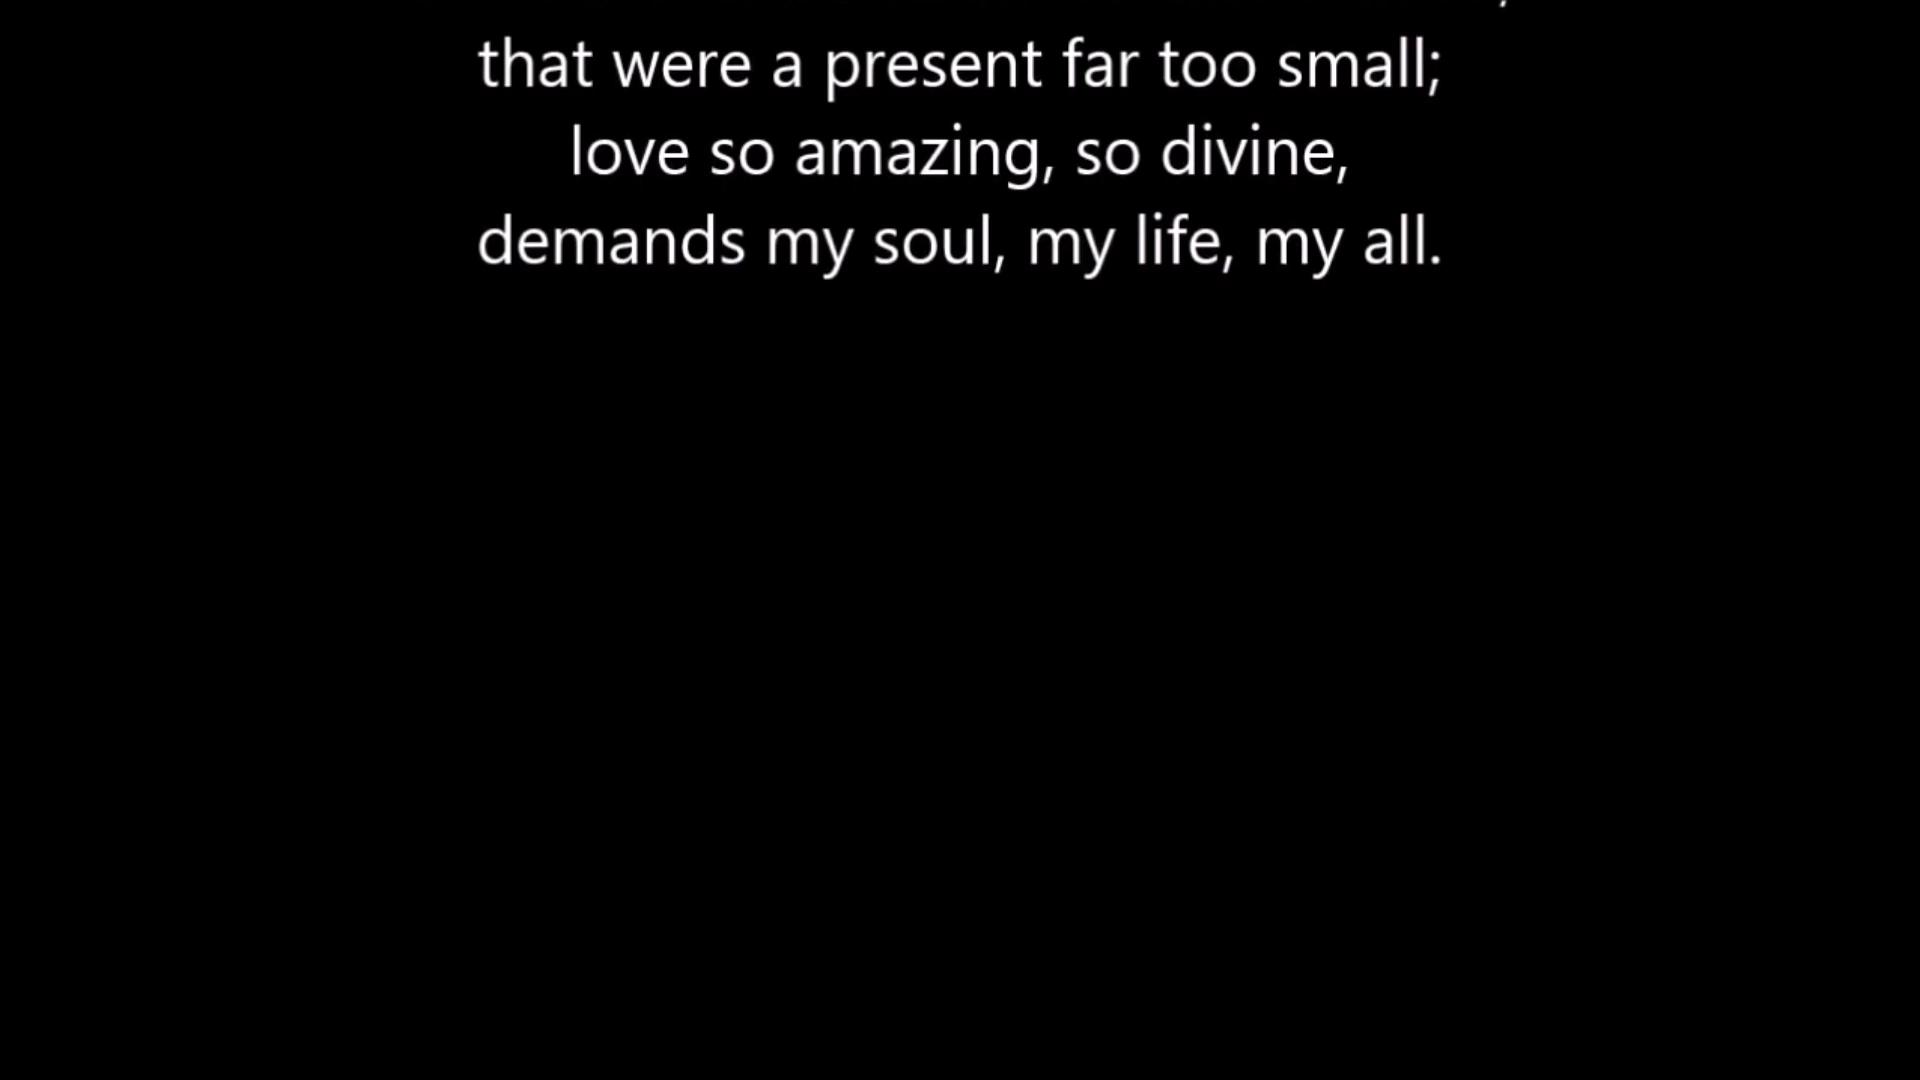 that were a present far too small;
love so amazing, so divine,
demands my soul, my life, my all.